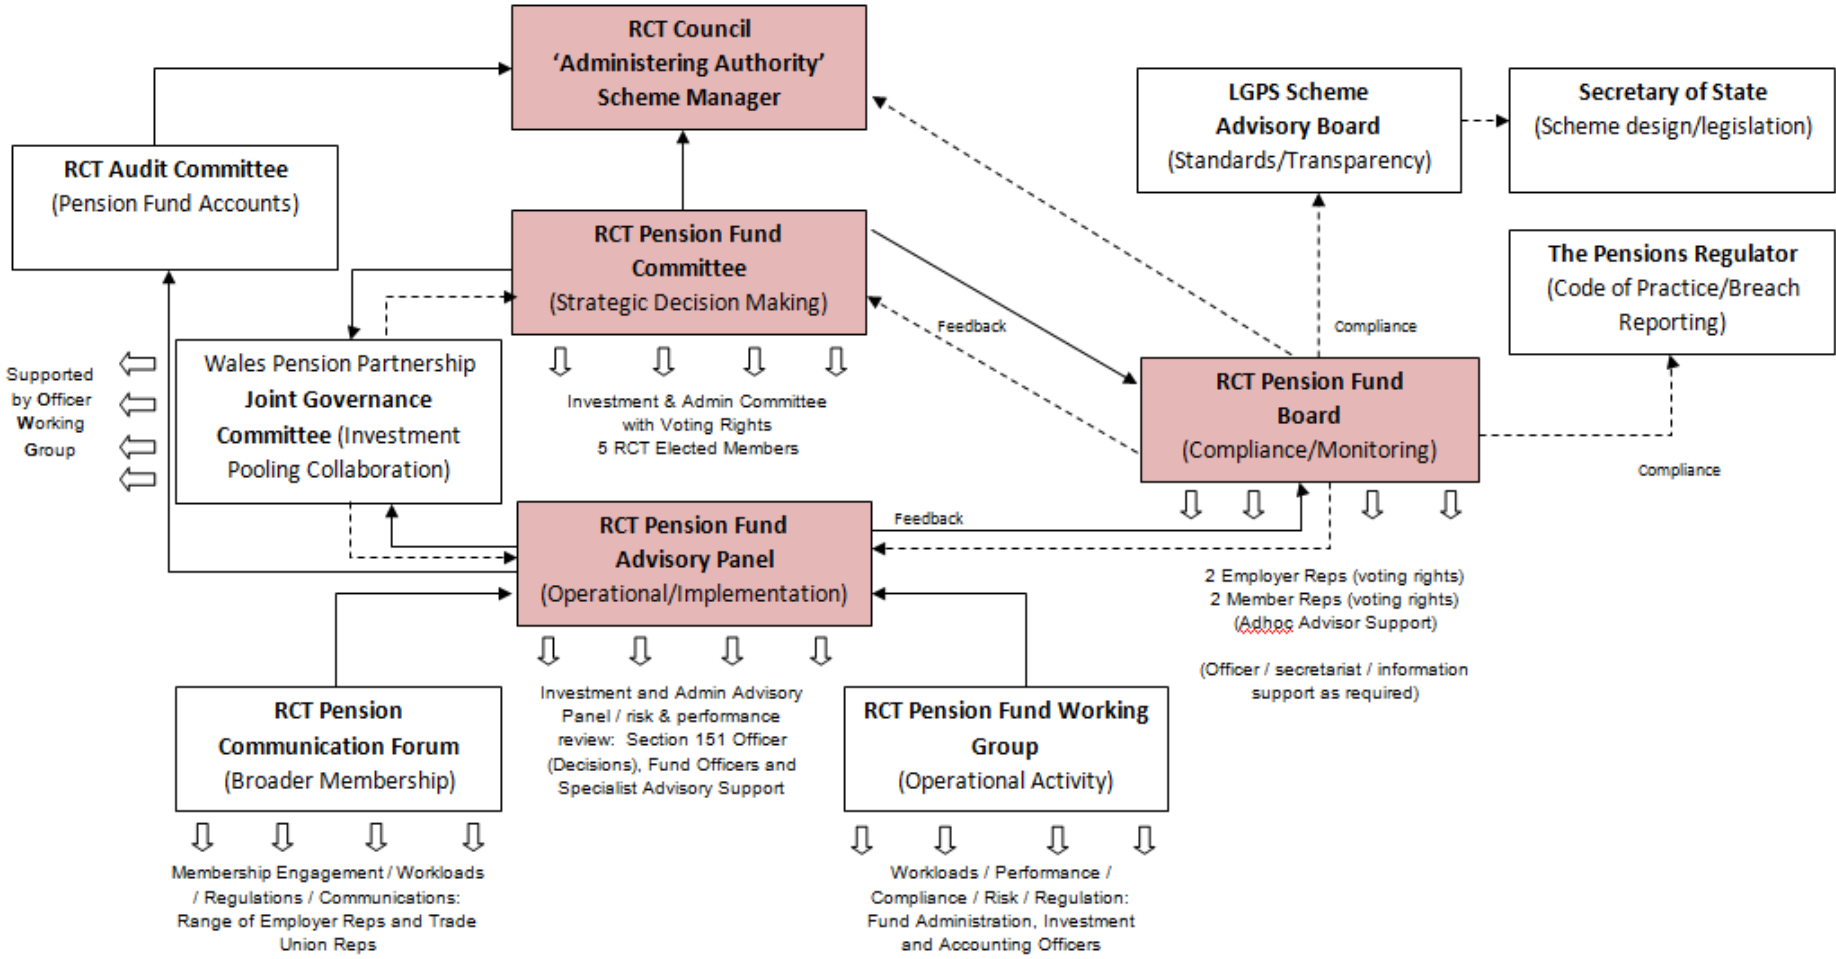 RCT Council
‘Administering Authority’
Scheme Manager
LGPS Scheme
Advisory Board
(Standards/Transparency)
Secretary of State
(Scheme design/legislation)
RCT Audit Committee
(Pension Fund Accounts)
RCT Pension Fund
Committee
(Strategic Decision Making)
The Pensions Regulator
(Code of Practice/Breach
Reporting)
Feedback
Compliance
Supported
by Officer
Working
Group
Wales Pension Partnership
Joint Governance
Committee (Investment
Pooling Collaboration)
Investment & Admin Committee
with Voting Rights
5 RCT Elected Members
RCT Pension Fund
Board
(Compliance/Monitoring)
Compliance
RCT Pension Fund
Advisory Panel
(Operational/Implementation)
Feedback
2 Employer Reps (voting rights)
2 Member Reps (voting rights)
(Adhoc Advisor Support)
(Officer / secretariat / information
support as required)
RCT Pension
Communication Forum
(Broader Membership)
Investment and Admin Advisory
Panel / risk & performance
review: Section 151 Officer
(Decisions), Fund Officers and
Specialist Advisory Support
RCT Pension Fund Working
Group
(Operational Activity)
Membership Engagement / Workloads
/ Regulations / Communications:
Range of Employer Reps and Trade
Union Reps
Workloads / Performance /
Compliance / Risk / Regulation:
Fund Administration, Investment
and Accounting Officers